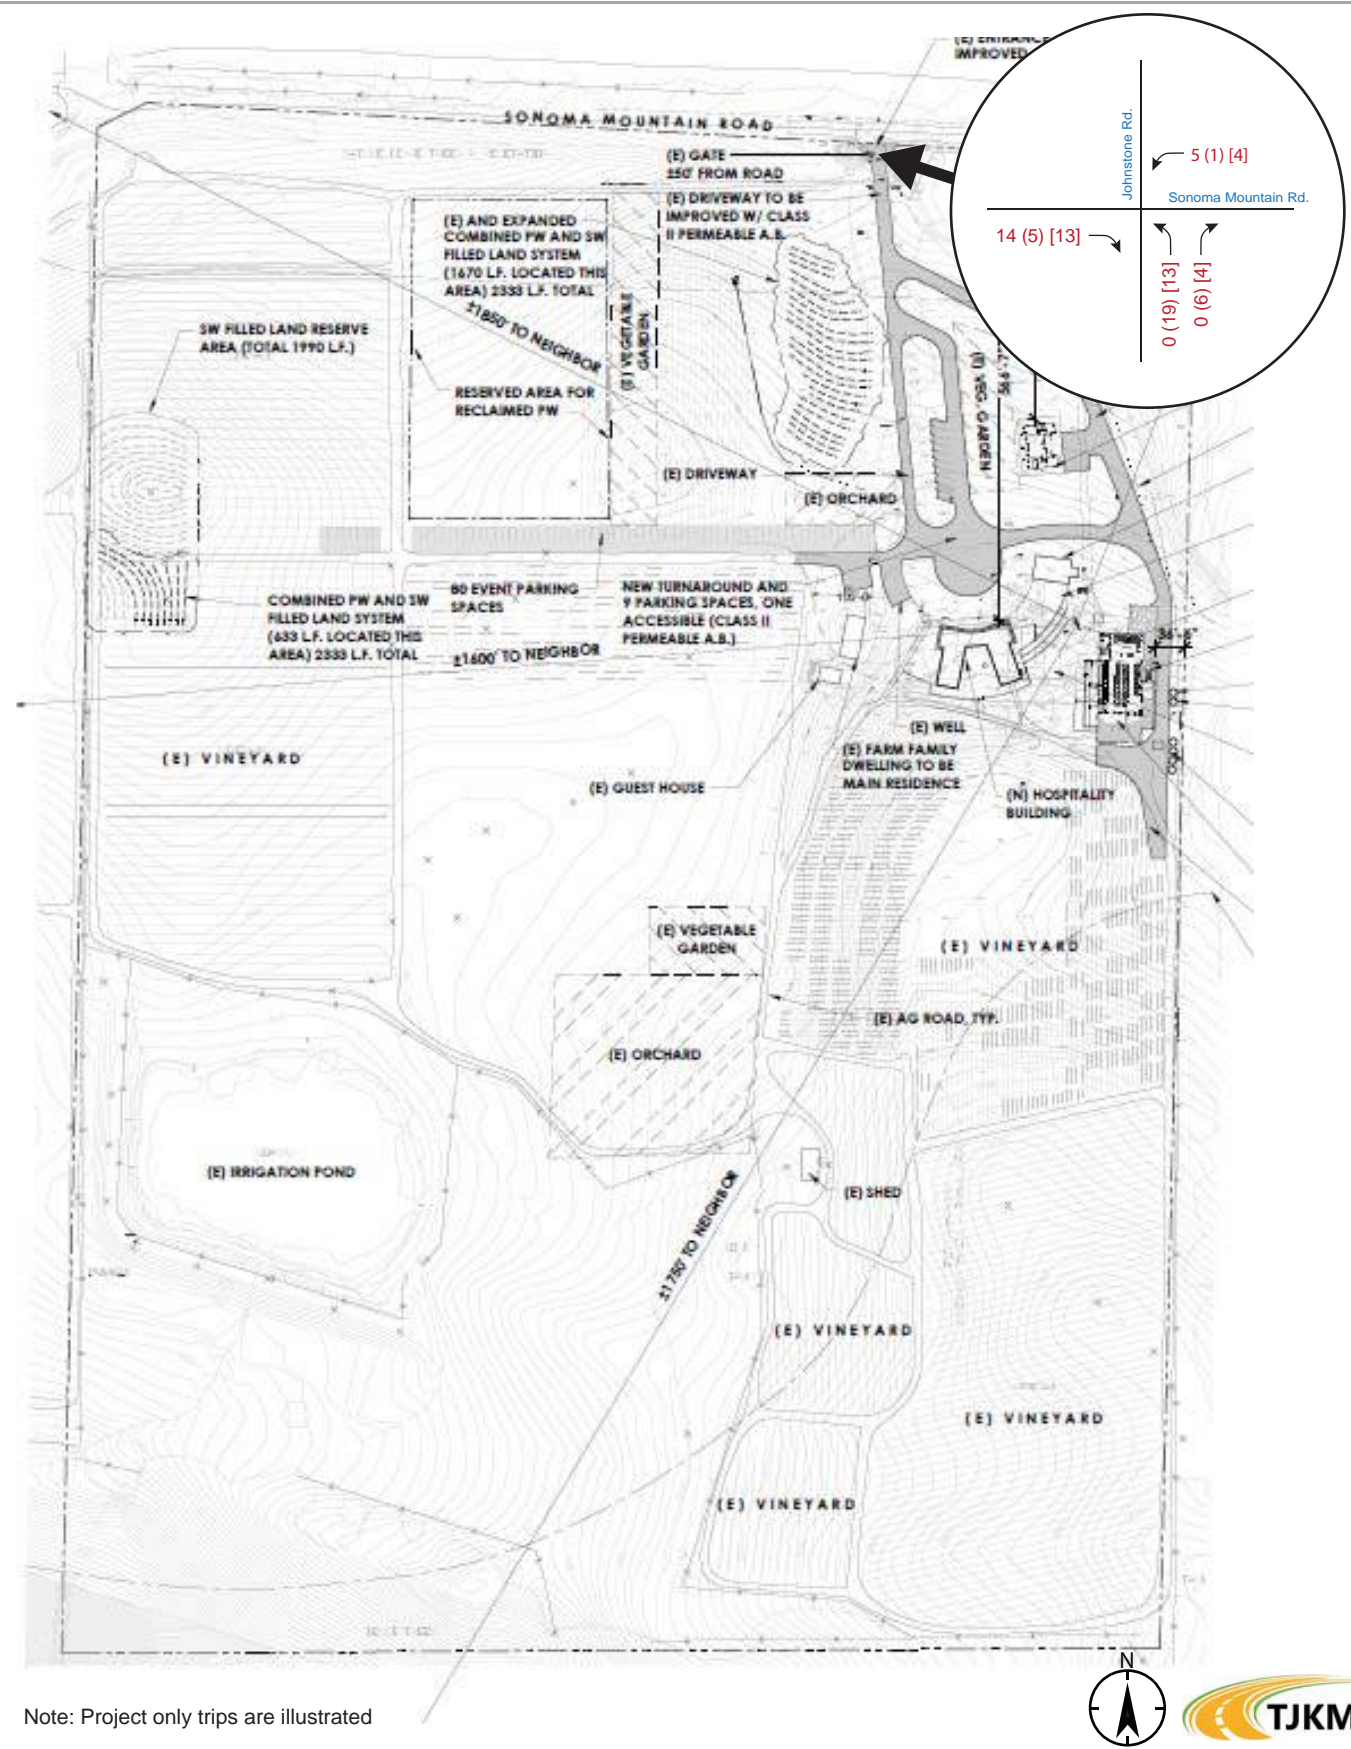 (E) ENTRANCE
IMPROVED
SONOMA MOUNTAIN ROAD
(E) GATE
±50' FROM ROAD
(E) DRIVEWAY TO BE
IMPROVED W/ CLASS
II PERMEABLE A.B.
Johnstone Rd.
5 (1) [4]
Sonoma Mountain Rd.
14 (5) [13]
0 (19) [13]
0 (6) [4]
(E) AND EXPANDED
COMBINED PW AND SW
FILLED LAND SYSTEM
(1670 L.F. LOCATED THIS
AREA) 2333 L.F. TOTAL
±1850' TO NEIGHBOR
(E) VEGETABLE
GARDEN
SW FILLED LAND RESERVE
AREA (TOTAL 1990 L.F.)
RESERVED AREA FOR
RECLAIMED PW
(E) VEG. GARDEN
(E) DRIVEWAY
(E) ORCHARD
COMBINED PW AND SW
FILLED LAND SYSTEM
(633 L.F. LOCATED THIS
AREA) 2333 L.F. TOTAL
80 EVENT PARKING
SPACES
NEW TURNAROUND AND
9 PARKING SPACES, ONE
ACCESSIBLE (CLASS II
PERMEABLE A.B.)
±1600' TO NEIGHBOR
(E) VINEYARD
(E) GUEST HOUSE
(E) WELL
(E) FARM FAMILY
DWELLING TO BE
MAIN RESIDENCE
(N) HOSPITALITY
BUILDING
(E) VEGETABLE
GARDEN
(E) VINEYARD
(E) AG ROAD, TYP.
(E) ORCHARD
(E) IRRIGATION POND
(E) SHED
±1750' TO NEIGHBOR
(E) VINEYARD
(E) VINEYARD
(E) VINEYARD
N
TJKM
Note: Project only trips are illustrated